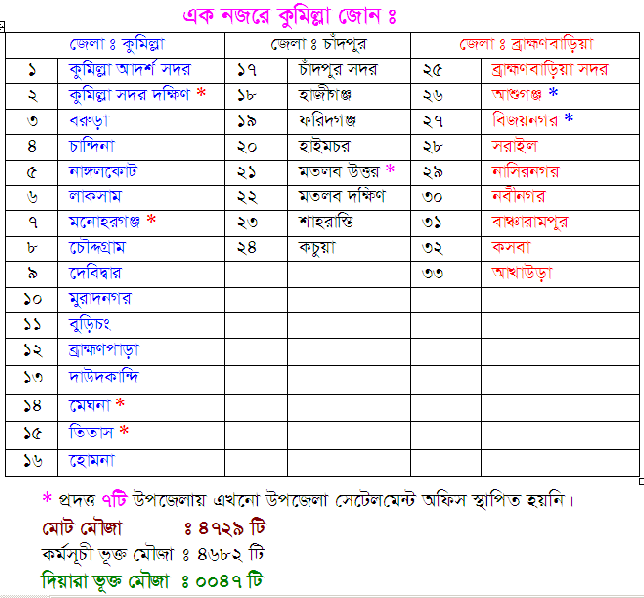 এক নজরে কুমিল্লা জোন ঃ
জেলা ঃ কুমিল্লা জেলা ঃ চাঁদপুর জেলা ঃ ব্রাহ্মণবাড়িয়া
১ কুমিল্লা আদর্শ সদর ১৭ চাঁদপুর সদর ২৫ ব্রাহ্মণবাড়িয়া সদর
২ কুমিল্লা সদর দক্ষিণ * ১৮ হাজীগঞ্জ ২৬ আশুগঞ্জ *
৩ বরুড়া ১৯ ফরিদগঞ্জ ২৭ বিজয়নগর *
৪ চান্দিনা ২০ হাইমচর ২৮ সরাইল
৫ নাঙ্গলকোট ২১ মতলব উত্তর * ২৯ নাসিরনগর
৬ লাকসাম ২২ মতলব দক্ষিণ ৩০ নবীনগর
৭ মনোহরগঞ্জ * ২৩ শাহরাস্তি ৩১ বাঞ্চারামপুর
৮ চৌদ্দগ্রাম ২৪ কচুয়া ৩২ কসবা
৯ দেবিদ্বার ৩৩ আখাউড়া
১০ মুরাদনগর
১১ বুড়িচং
১২ ব্রাহ্মণপাড়া
১৩ দাউদকান্দি
১৪ মেঘনা *
১৫ তিতাস *
১৬ হোমনা
* প্রদত্ত ৭টি উপজেলায় এখনো উপজেলা সেটেলমেন্ট অফিস স্থাপিত হয়নি।
মোট মৌজা ঃ ৪৭২৯ টি
কর্মসূচী ভূক্ত মৌজা ঃ ৪৬৮২ টি
দিয়ারা ভূক্ত মৌজা ঃ ০০৪৭ টি